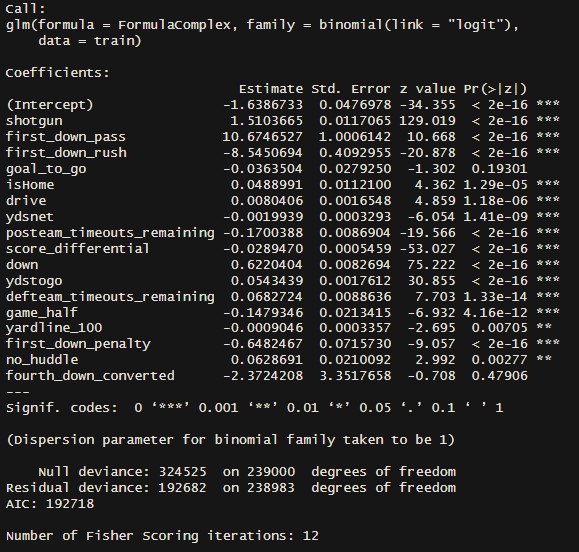 Call:
glm(formula = FormulaComplex, family = binomial(link = "logit"),
    data = train)

Coefficients:
                             Estimate Std. Error z value Pr(>|z|)
(Intercept)                -1.6386733  0.0476978 -34.355  < 2e-16 ***
shotgun                     1.5103665  0.0117065 129.019  < 2e-16 ***
first_down_pass            10.6746527  1.0006142  10.668  < 2e-16 ***
first_down_rush            -8.5450694  0.4092955 -20.878  < 2e-16 ***
goal_to_go                 -0.0363504  0.0279250  -1.302  0.19301
isHome                      0.0488991  0.0112100   4.362 1.29e-05 ***
drive                       0.0080406  0.0016548   4.859 1.18e-06 ***
ydsnet                     -0.0019939  0.0003293  -6.054 1.41e-09 ***
posteam_timeouts_remaining -0.1700388  0.0086904 -19.566  < 2e-16 ***
score_differential         -0.0289470  0.0005459 -53.027  < 2e-16 ***
down                        0.6220404  0.0082694  75.222  < 2e-16 ***
ydstogo                     0.0543439  0.0017612  30.855  < 2e-16 ***
defteam_timeouts_remaining  0.0682724  0.0088636   7.703 1.33e-14 ***
game_half                  -0.1479346  0.0213415  -6.932 4.16e-12 ***
yardline_100               -0.0009046  0.0003357  -2.695  0.00705 **
first_down_penalty         -0.6482467  0.0715730  -9.057  < 2e-16 ***
no_huddle                   0.0628691  0.0210092   2.992  0.00277 **
fourth_down_converted      -2.3724208  3.3517658  -0.708  0.47906
---
Signif. codes:  0 ‘***’ 0.001 ‘**’ 0.01 ‘*’ 0.05 ‘.’ 0.1 ‘ ’ 1

(Dispersion parameter for binomial family taken to be 1)

    Null deviance: 324525  on 239000  degrees of freedom
Residual deviance: 192682  on 238983  degrees of freedom
AIC: 192718

Number of Fisher Scoring iterations: 12